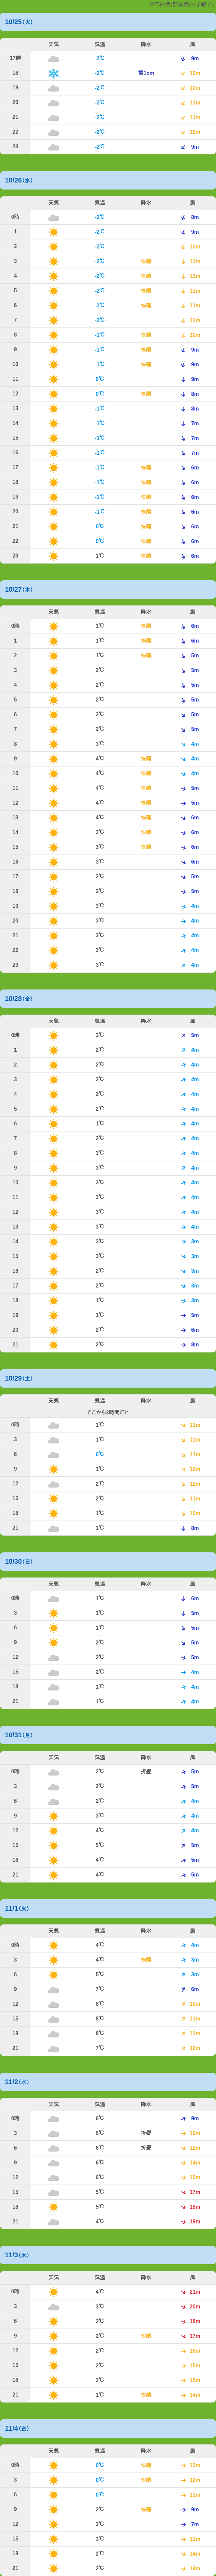 ※茶臼岳(那須岳)の予報です
10/25(火)
天気 気温 降水 風
17時 -2℃ 9m
18 -2℃ 雪1cm 10m
19 -2℃ 10m
20 -2℃ 11m
21 -2℃ 11m
22 -2℃ 10m
23 -2℃ 9m
10/26(水)
天気 気温 降水 風
0時 -2℃ 8m
1 -2℃ 9m
2 -2℃ 10m
3 -2℃ 快晴 11m
4 -2℃ 快晴 11m
5 -2℃ 快晴 11m
6 -2℃ 快晴 11m
7 -2℃ 11m
8 -1℃ 快晴 10m
9 -1℃ 快晴 9m
10 -1℃ 快晴 9m
11 0℃ 9m
12 0℃ 快晴 8m
13 -1℃ 8m
14 -1℃ 7m
15 -1℃ 7m
16 -1℃ 7m
17 -1℃ 快晴 6m
18 -1℃ 快晴 6m
19 -1℃ 快晴 6m
20 -1℃ 快晴 6m
21 0℃ 快晴 6m
22 0℃ 快晴 6m
23 1℃ 快晴 6m
10/27(木)
天気 気温 降水 風
0時 1℃ 快晴 6m
1 1℃ 快晴 6m
2 1℃ 快晴 5m
3 2℃ 5m
4 2℃ 5m
5 2℃ 5m
6 2℃ 5m
7 2℃ 5m
8 3℃ 4m
9 4℃ 快晴 4m
10 4℃ 快晴 4m
11 4℃ 快晴 5m
12 4℃ 快晴 5m
13 4℃ 快晴 6m
14 3℃ 快晴 6m
15 3℃ 快晴 6m
16 3℃ 6m
17 2℃ 5m
18 2℃ 5m
19 3℃ 4m
20 3℃ 4m
21 3℃ 4m
22 3℃ 4m
23 3℃ 4m
10/28(金)
天気 気温 降水 風
0時 3℃ 5m
1 2℃ 4m
2 2℃ 4m
3 2℃ 4m
4 2℃ 4m
5 2℃ 4m
6 1℃ 4m
7 2℃ 4m
8 3℃ 4m
9 3℃ 4m
10 3℃ 4m
11 3℃ 4m
12 3℃ 4m
13 3℃ 4m
14 3℃ 3m
15 3℃ 3m
16 2℃ 3m
17 2℃ 3m
18 1℃ 3m
19 1℃ 5m
20 2℃ 6m
21 2℃ 8m
10/29(土)
天気 気温 降水 風
ここから3時間ごと
0時 1℃ 11m
3 1℃ 11m
6 0℃ 11m
9 1℃ 12m
12 2℃ 12m
15 2℃ 11m
18 1℃ 10m
21 1℃ 8m
10/30(日)
天気 気温 降水 風
0時 1℃ 6m
3 1℃ 5m
6 1℃ 5m
9 2℃ 5m
12 2℃ 5m
15 2℃ 4m
18 1℃ 4m
21 1℃ 4m
10/31(月)
天気 気温 降水 風
0時 2℃ 折曇 5m
3 2℃ 5m
6 2℃ 4m
9 3℃ 4m
12 4℃ 4m
15 5℃ 5m
18 4℃ 5m
21 4℃ 5m
11/1(火)
天気 気温 降水 風
0時 4℃ 4m
3 4℃ 快晴 3m
6 5℃ 3m
9 7℃ 6m
12 8℃ 10m
15 8℃ 11m
18 8℃ 11m
21 7℃ 10m
11/2(水)
天気 気温 降水 風
0時 6℃ 9m
3 6℃ 折曇 10m
6 6℃ 折曇 12m
9 6℃ 14m
12 6℃ 15m
15 5℃ 17m
18 5℃ 18m
21 4℃ 19m
11/3(木)
天気 気温 降水 風
0時 4℃ 21m
3 3℃ 20m
6 2℃ 18m
9 2℃ 快晴 17m
12 2℃ 16m
15 2℃ 15m
18 2℃ 15m
21 1℃ 快晴 14m
11/4(金)
天気 気温 降水 風
0時 0℃ 快晴 13m
3 0℃ 快晴 12m
6 0℃ 11m
9 2℃ 快晴 9m
12 3℃ 7m
15 3℃ 11m
18 2℃ 14m
21 2℃ 14m